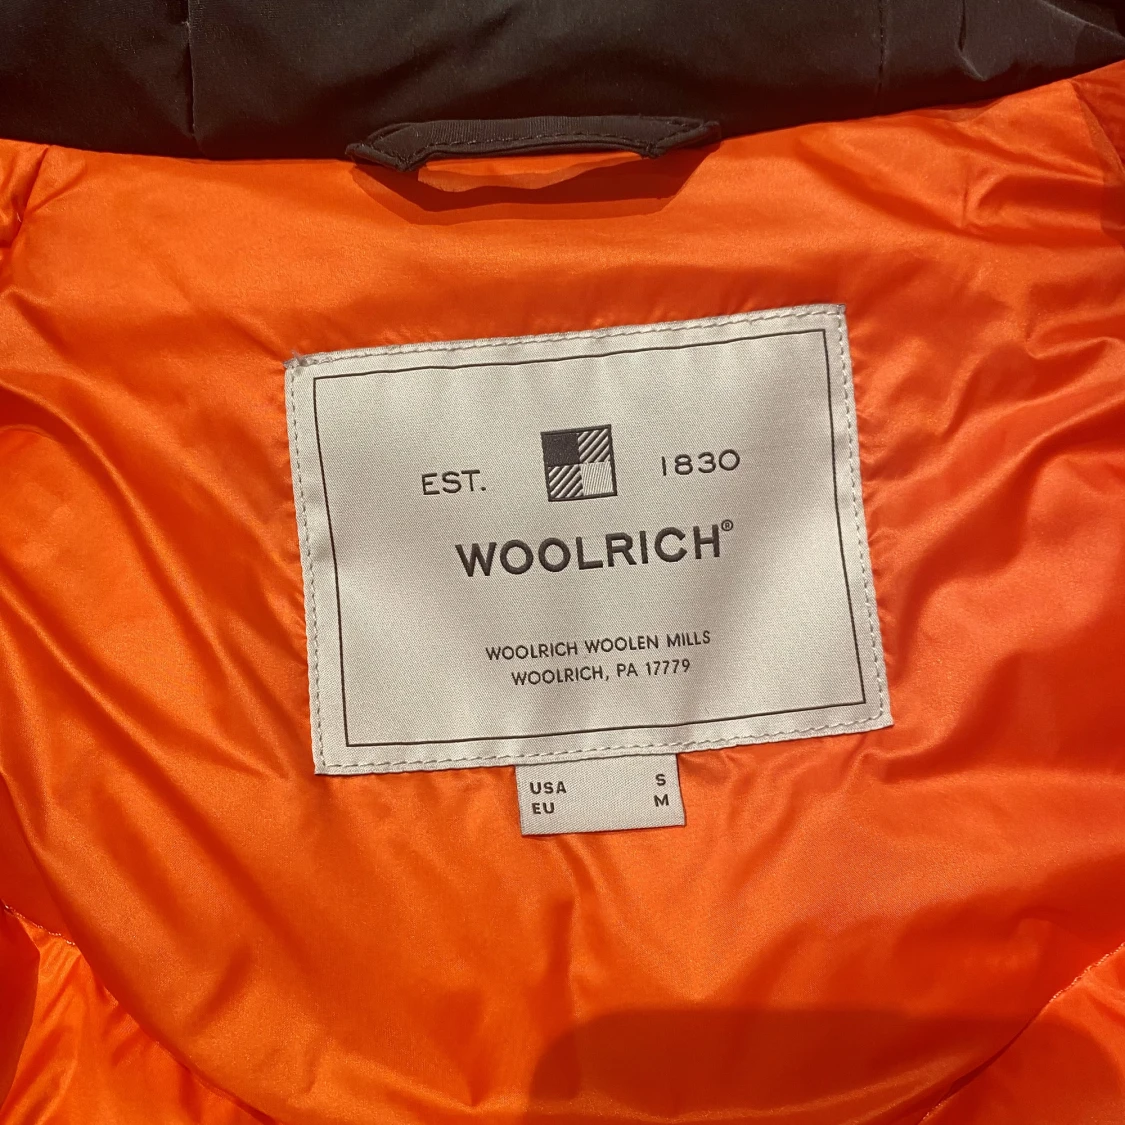 EST. 1830
WOOLRICH®
WOOLRICH WOOLEN MILLS
WOOLRICH, PA 17779
USA S
EU M